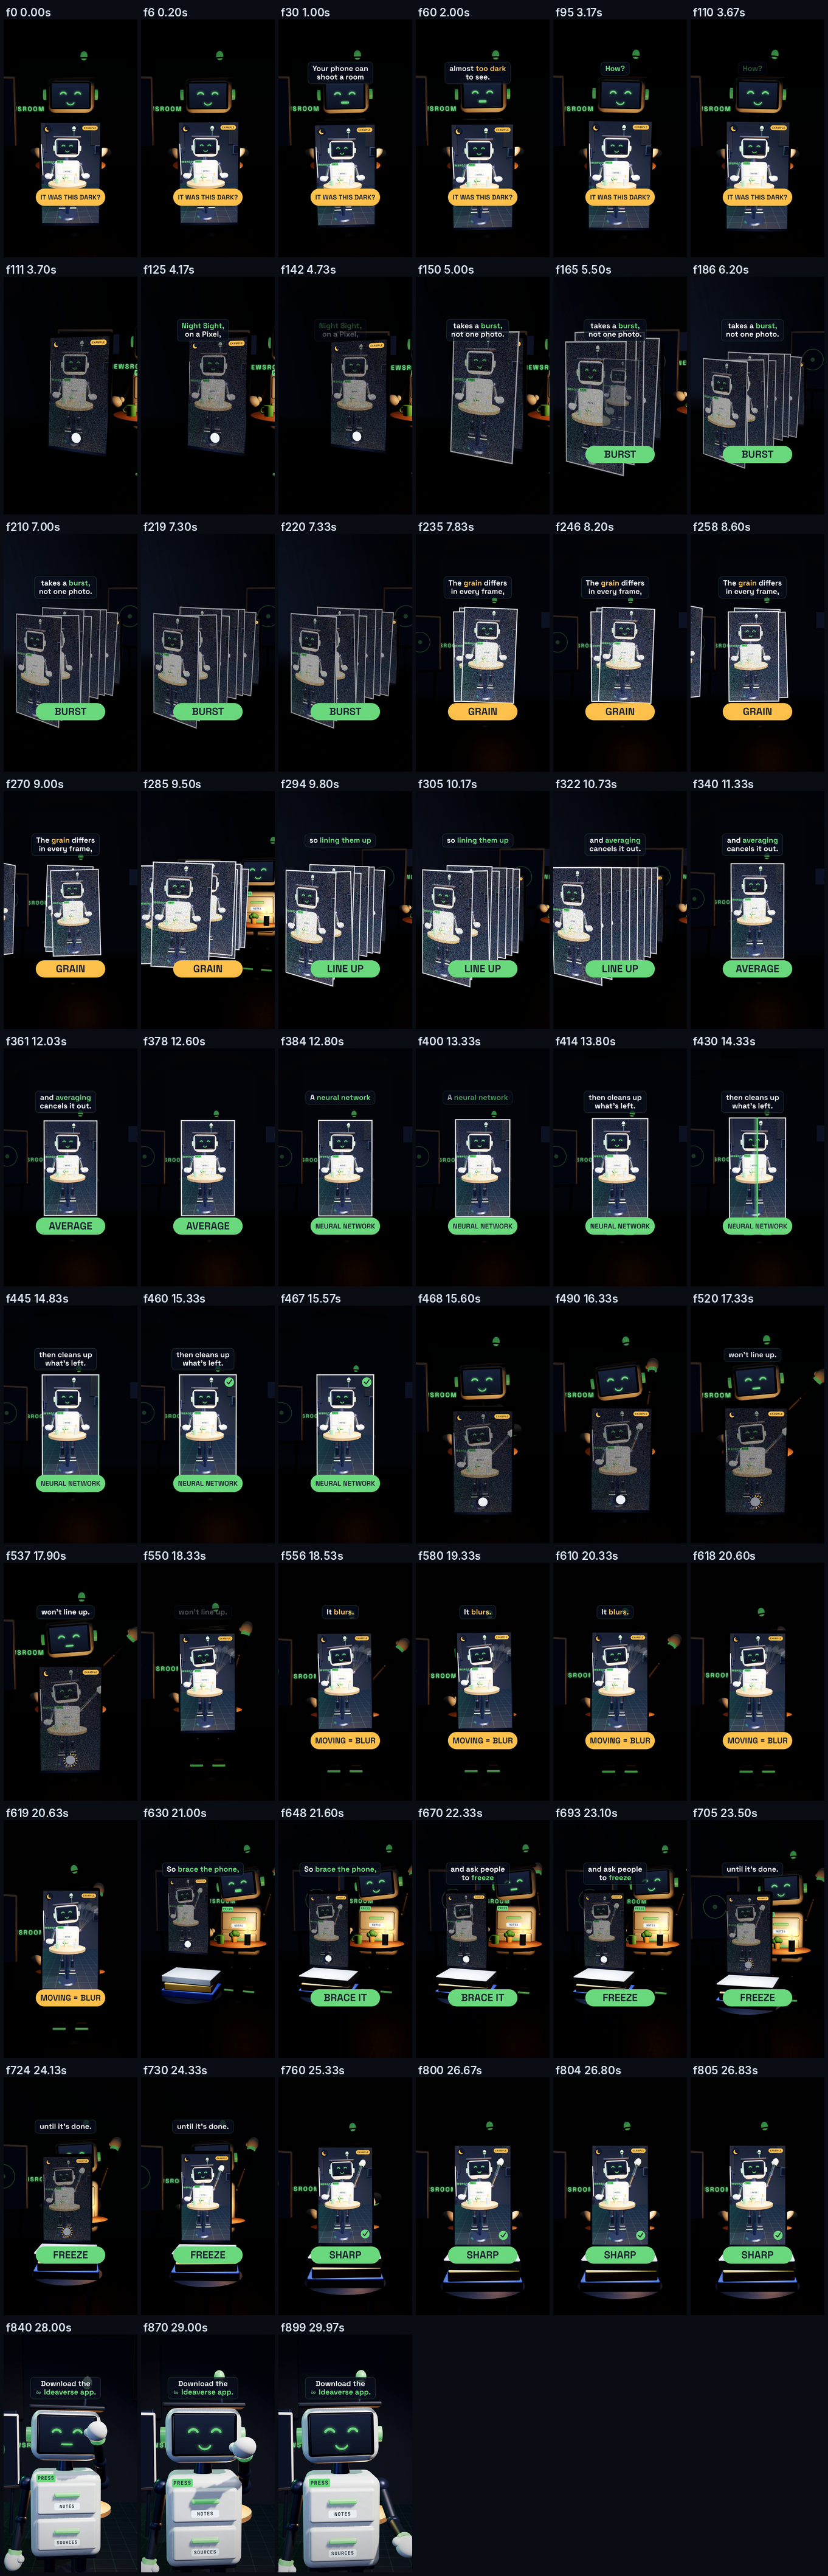 f0 0.00s
f6 0.20s
f30 1.00s
f60 2.00s
f95 3.17s
f110 3.67s
Your phone can
shoot a room
almost too dark
to see.
How?
How?
IT WAS THIS DARK?
IT WAS THIS DARK?
IT WAS THIS DARK?
IT WAS THIS DARK?
IT WAS THIS DARK?
IT WAS THIS DARK?
f111 3.70s
f125 4.17s
f142 4.73s
f150 5.00s
f165 5.50s
f186 6.20s
Night Sight,
on a Pixel,
Night Sight,
on a Pixel,
takes a burst,
not one photo.
takes a burst,
not one photo.
takes a burst,
not one photo.
BURST
BURST
f210 7.00s
f219 7.30s
f220 7.33s
f235 7.83s
f246 8.20s
f258 8.60s
takes a burst,
not one photo.
The grain differs
in every frame,
The grain differs
in every frame,
The grain differs
in every frame,
BURST
BURST
BURST
GRAIN
GRAIN
GRAIN
f270 9.00s
f285 9.50s
f294 9.80s
f305 10.17s
f322 10.73s
f340 11.33s
The grain differs
in every frame,
so lining them up
so lining them up
and averaging
cancels it out.
and averaging
cancels it out.
GRAIN
GRAIN
LINE UP
LINE UP
LINE UP
AVERAGE
f361 12.03s
f378 12.60s
f384 12.80s
f400 13.33s
f414 13.80s
f430 14.33s
and averaging
cancels it out.
A neural network
A neural network
then cleans up
what's left.
then cleans up
what's left.
AVERAGE
AVERAGE
NEURAL NETWORK
NEURAL NETWORK
NEURAL NETWORK
NEURAL NETWORK
f445 14.83s
f460 15.33s
f467 15.57s
f468 15.60s
f490 16.33s
f520 17.33s
then cleans up
what's left.
then cleans up
what's left.
won't line up.
NEURAL NETWORK
NEURAL NETWORK
NEURAL NETWORK
f537 17.90s
f550 18.33s
f556 18.53s
f580 19.33s
f610 20.33s
f618 20.60s
won't line up.
won't line up.
It blurs.
It blurs.
It blurs.
MOVING = BLUR
MOVING = BLUR
MOVING = BLUR
MOVING = BLUR
f619 20.63s
f630 21.00s
f648 21.60s
f670 22.33s
f693 23.10s
f705 23.50s
So brace the phone,
So brace the phone,
and ask people
to freeze
and ask people
to freeze
until it's done.
MOVING = BLUR
BRACE IT
BRACE IT
FREEZE
FREEZE
f724 24.13s
f730 24.33s
f760 25.33s
f800 26.67s
f804 26.80s
f805 26.83s
until it's done.
until it's done.
FREEZE
FREEZE
SHARP
SHARP
SHARP
SHARP
f840 28.00s
f870 29.00s
f899 29.97s
Download the
Ideaverse app.
Download the
Ideaverse app.
Download the
Ideaverse app.
PRESS
NOTES
SOURCES
PRESS
NOTES
SOURCES
PRESS
NOTES
SOURCES